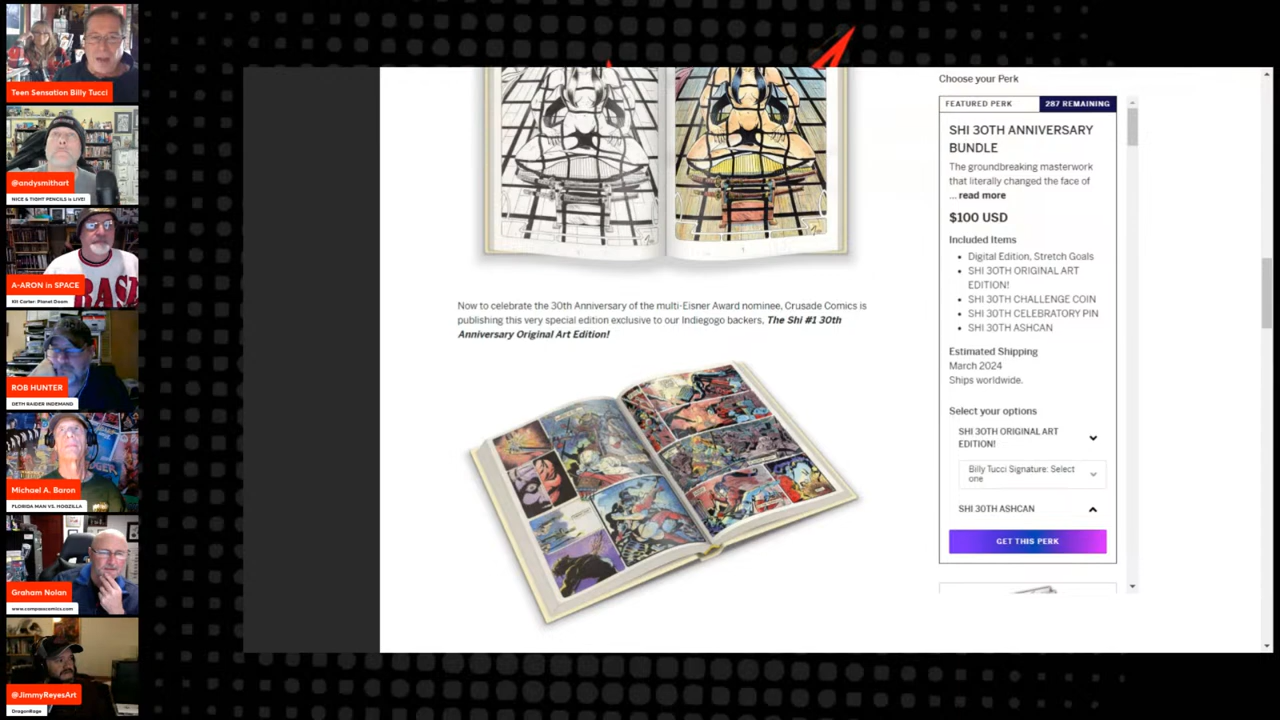 Teen Sensation Billy Tucci
@andysmithart
NICE & TIGHT PENCILS is LIVE!
A-ARON in SPACE
Kit Carter: Planet Doom
ROB HUNTER
DETH RAIDER INDEMAND
Michael A. Baron
FLORIDA MAN VS. HOGZILLA
Graham Nolan
www.compasscomics.com
@JimmyReyesArt
DragonRage
Now to celebrate the 30th Anniversary of the multi-Eisner Award nominee, Crusade Comics is
publishing this very special edition exclusive to our Indiegogo backers, The Shi #1 30th
Anniversary Original Art Edition!
Choose your Perk
FEATURED PERK
287 REMAINING
SHI 30TH ANNIVERSARY
BUNDLE
The groundbreaking masterwork
that literally changed the face of
... read more
$100 USD
Included Items
Digital Edition, Stretch Goals
SHI 30TH ORIGINAL ART
EDITION!
SHI 30TH CHALLENGE COIN
SHI 30TH CELEBRATORY PIN
SHI 30TH ASHCAN
Estimated Shipping
March 2024
Ships worldwide.
Select your options
SHI 30TH ORIGINAL ART
EDITION!
Billy Tucci Signature: Select
one
SHI 30TH ASHCAN
GET THIS PERK